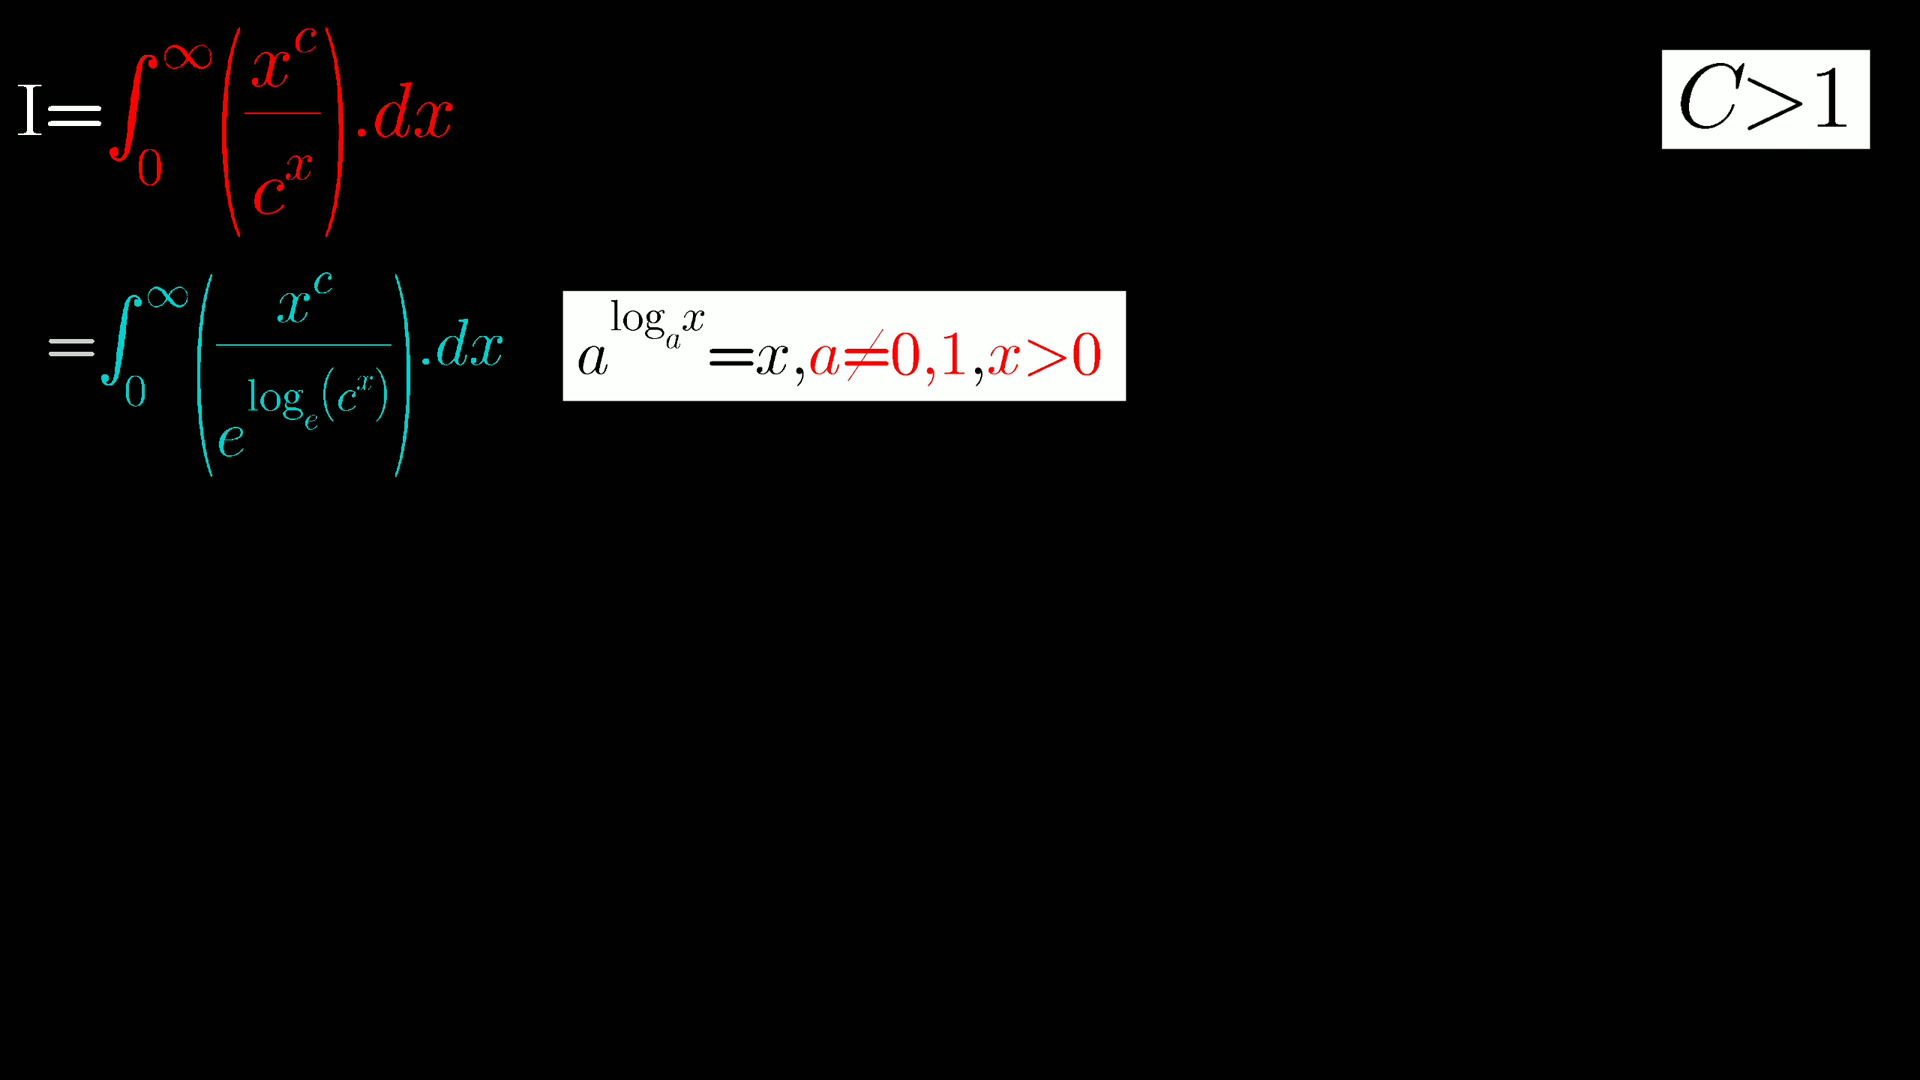 I=∫₀^∞ (x^c / c^x) .dx C>1
=∫₀^∞ (x^c / e^(log_e(c^x))) .dx a^(log_a x)=x,a≠0,1,x>0